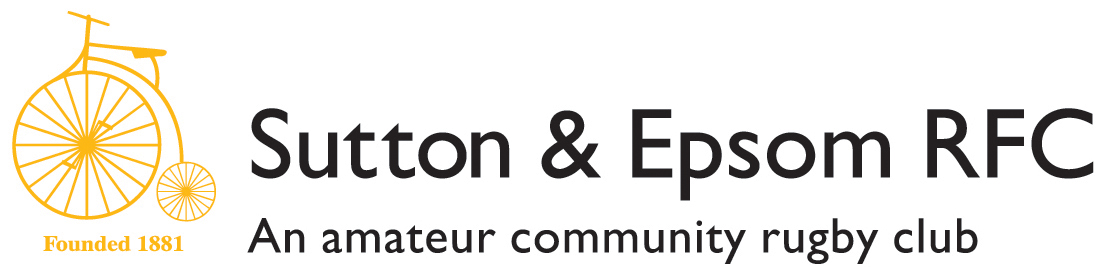 Sutton & Epsom RFC
An amateur community rugby club
Founded 1881